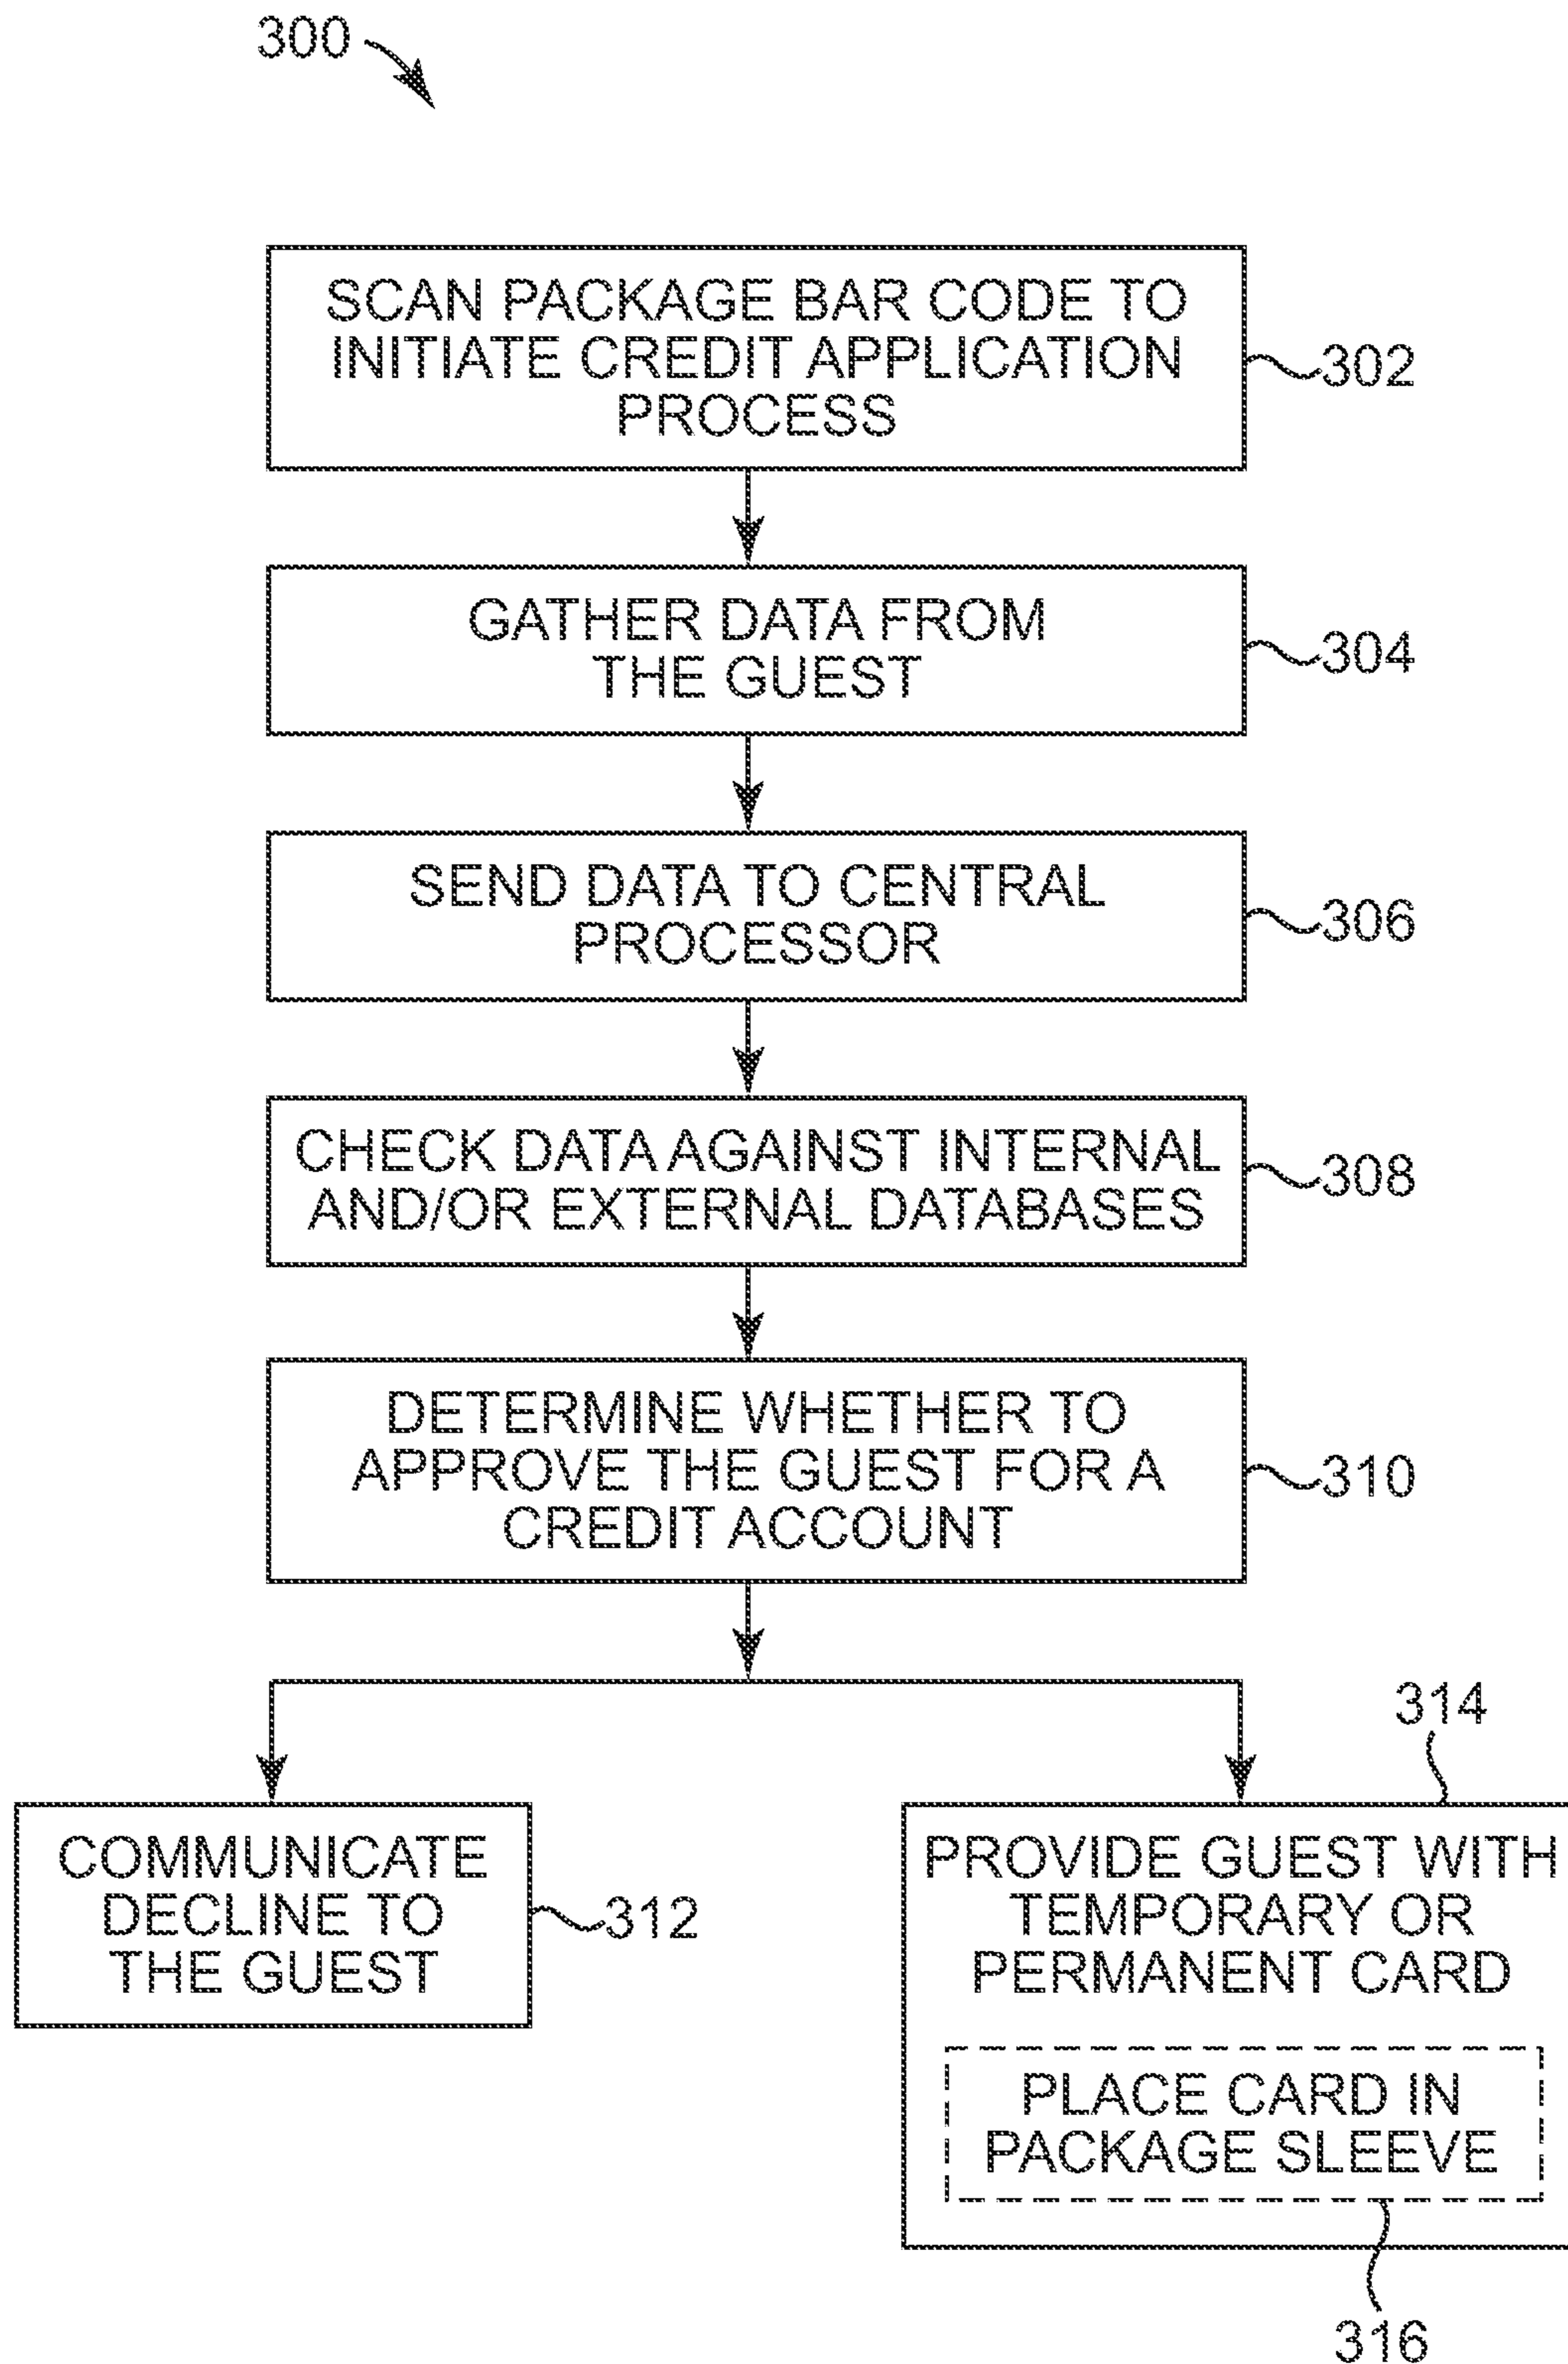 300
SCAN PACKAGE BAR CODE TO
INITIATE CREDIT APPLICATION
PROCESS
302
GATHER DATA FROM
THE GUEST
304
SEND DATA TO CENTRAL
PROCESSOR
306
CHECK DATA AGAINST INTERNAL
AND/OR EXTERNAL DATABASES
308
DETERMINE WHETHER TO
APPROVE THE GUEST FOR A
CREDIT ACCOUNT
310
COMMUNICATE
DECLINE TO
THE GUEST
312
314
PROVIDE GUEST WITH
TEMPORARY OR
PERMANENT CARD
PLACE CARD IN
PACKAGE SLEEVE
316